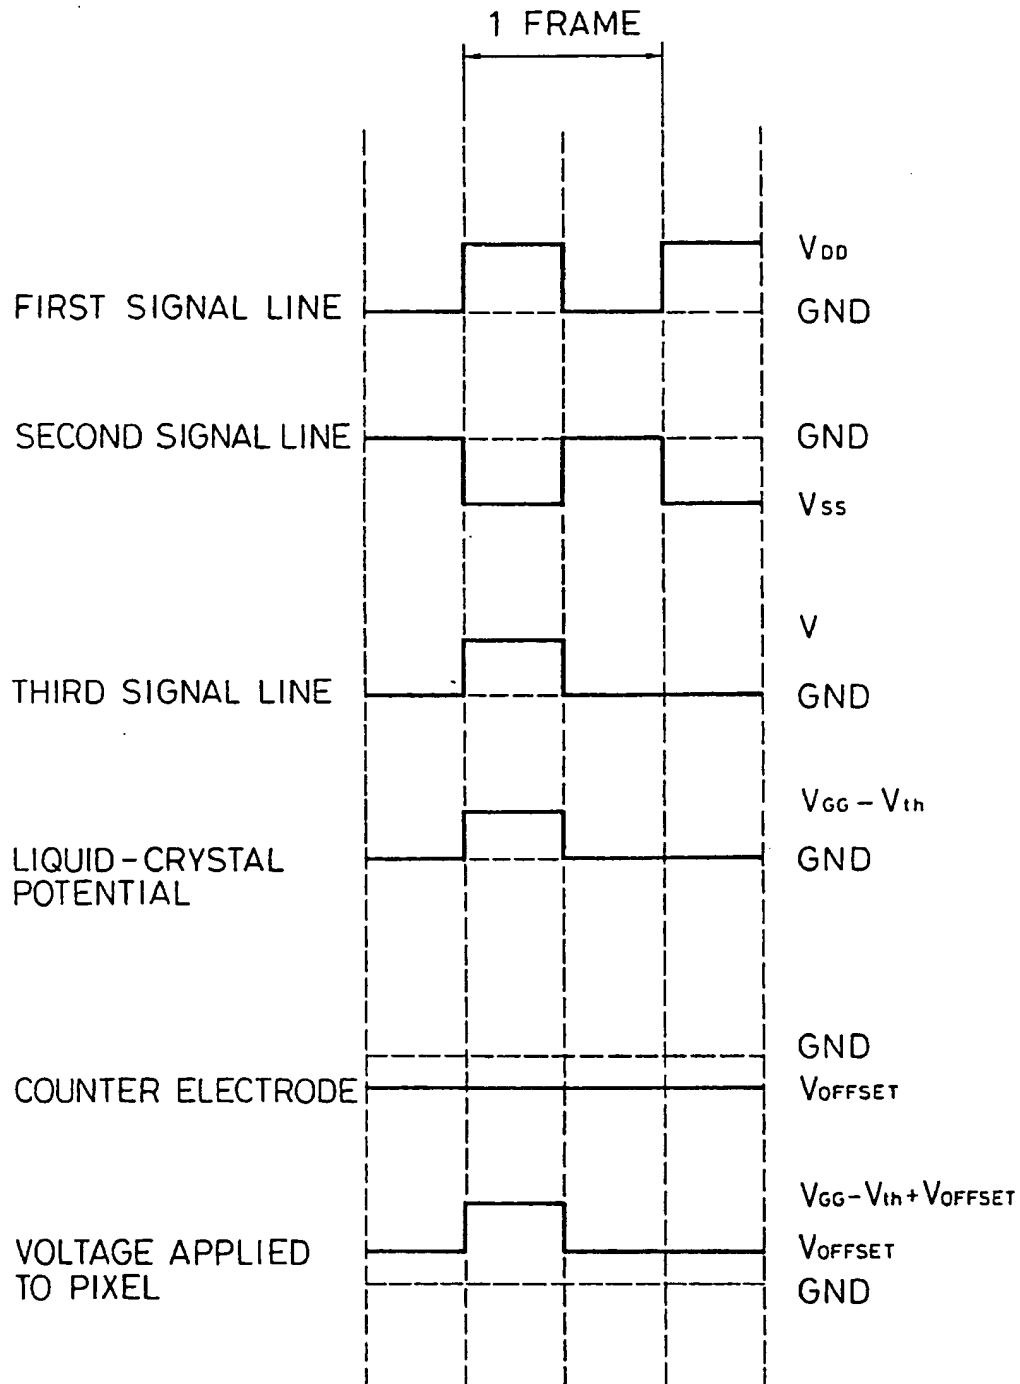 1 FRAME
VDD
FIRST SIGNAL LINE
GND
SECOND SIGNAL LINE
GND
VSS
V
THIRD SIGNAL LINE
GND
VGG - Vth
LIQUID-CRYSTAL
POTENTIAL
GND
GND
COUNTER ELECTRODE
VOFFSET
VGG-Vth+VOFFSET
VOLTAGE APPLIED
TO PIXEL
VOFFSET
GND